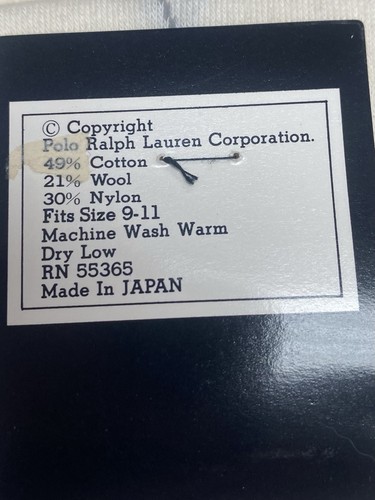 © Copyright
Polo Ralph Lauren Corporation.
49% Cotton
21% Wool
30% Nylon
Fits Size 9-11
Machine Wash Warm
Dry Low
RN 55365
Made In JAPAN